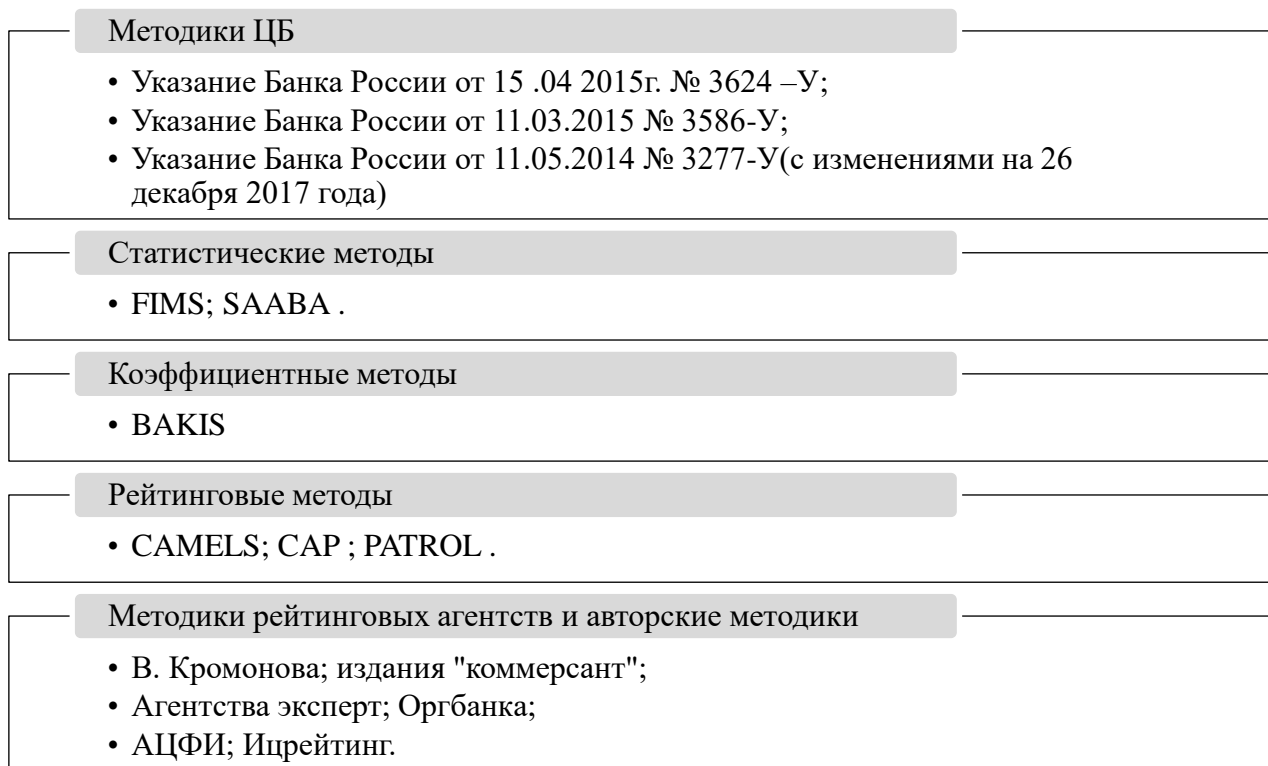 Методики ЦБ
• Указание Банка России от 15 .04 2015г. № 3624 –У;
• Указание Банка России от 11.03.2015 № 3586-У;
• Указание Банка России от 11.05.2014 № 3277-У(с изменениями на 26
декабря 2017 года)
Статистические методы
• FIMS; SAABA .
Коэффициентные методы
• BAKIS
Рейтинговые методы
• CAMELS; CAP ; PATROL .
Методики рейтинговых агентств и авторские методики
• В. Кромонова; издания "коммерсант";
• Агентства эксперт; Оргбанка;
• АЦФИ; Ицрейтинг.